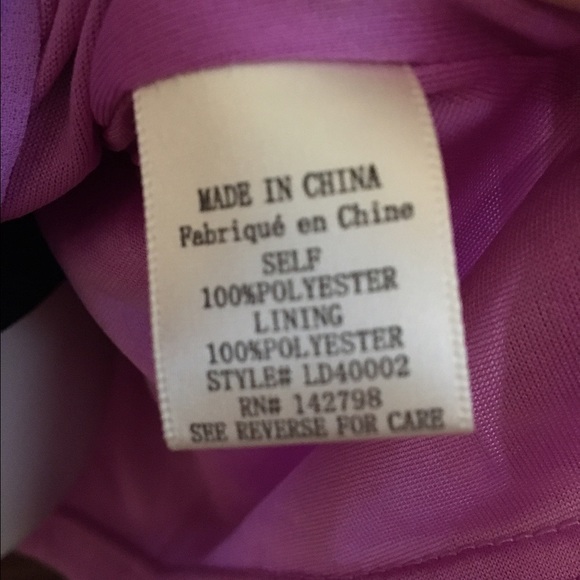 MADE IN CHINA
Fabriqué en Chine
SELF
100%POLYESTER
LINING
100%POLYESTER
STYLE# LD40002
RN# 142798
SEE REVERSE FOR CARE